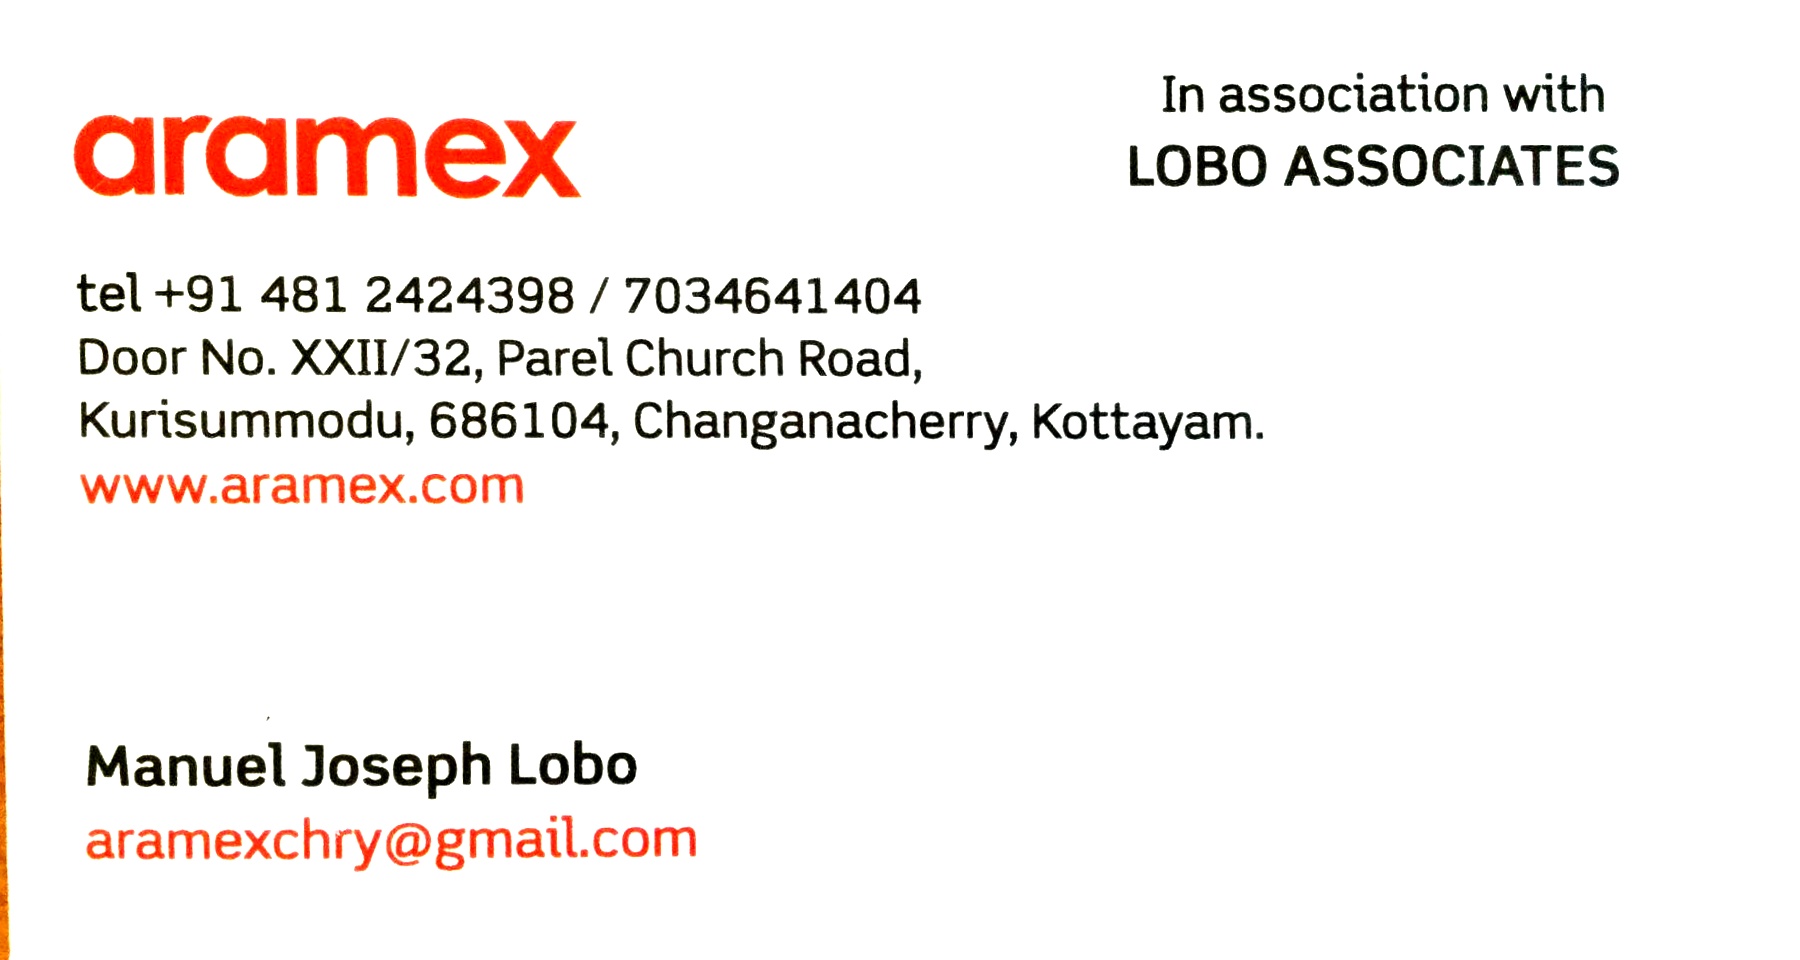 aramex
In association with
LOBO ASSOCIATES
tel +91 481 2424398 / 7034641404
Door No. XXII/32, Parel Church Road,
Kurisummodu, 686104, Changanacherry, Kottayam.
www.aramex.com
Manuel Joseph Lobo
aramexchry@gmail.com